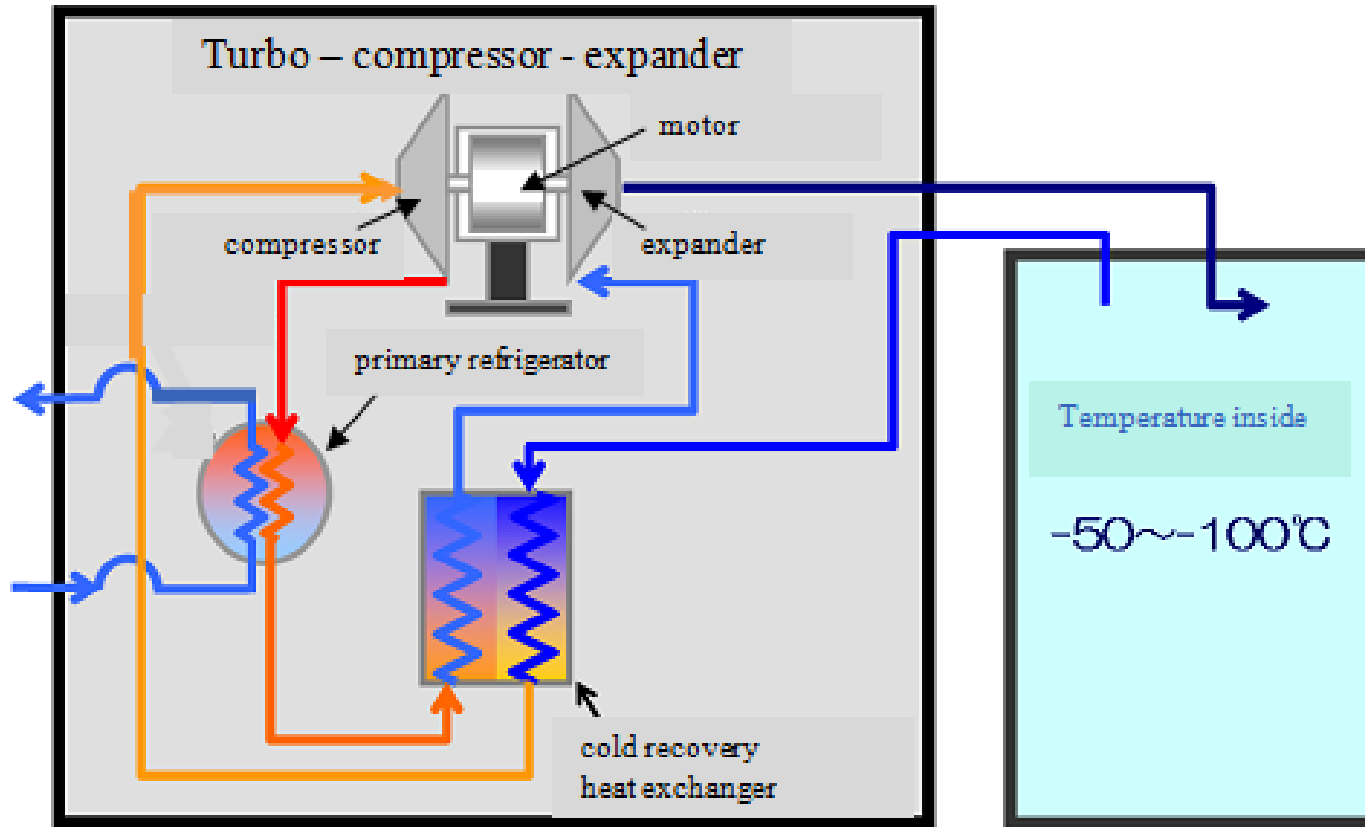 Turbo – compressor - expander
motor
compressor
expander
primary refrigerator
Temperature inside
-50～-100℃
cold recovery
heat exchanger